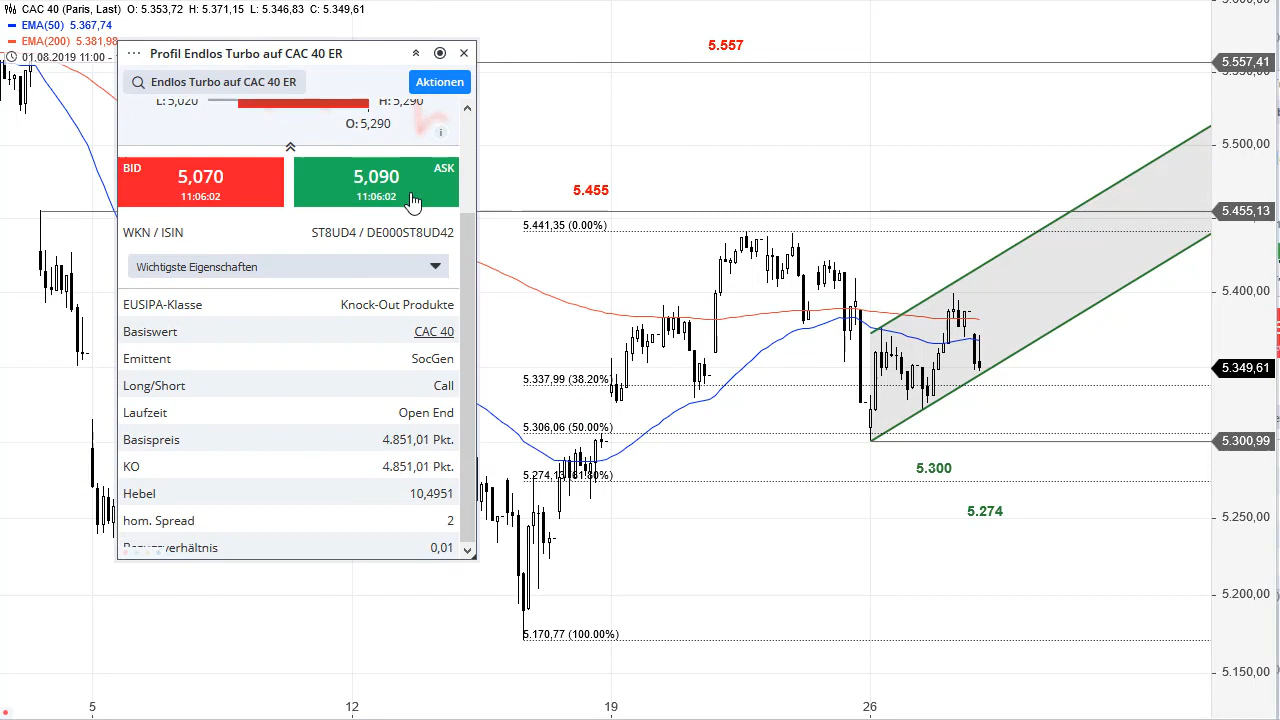 CAC 40 (Paris, Last) O: 5.353,72 H: 5.371,15 L: 5.346,83 C: 5.349,61
EMA(50) 5.367,74
EMA(200) 5.381,98
01.08.2019 11:00 -
Profil Endlos Turbo auf CAC 40 ER
Endlos Turbo auf CAC 40 ER
Aktionen
L: 5,020 H: 5,290
O: 5,290
BID 5,070 11:06:02
ASK 5,090 11:06:02
WKN / ISIN ST8UD4 / DE000ST8UD42
Wichtigste Eigenschaften
EUSIPA-Klasse Knock-Out Produkte
Basiswert CAC 40
Emittent SocGen
Long/Short Call
Laufzeit Open End
Basispreis 4.851,01 Pkt.
KO 4.851,01 Pkt.
Hebel 10,4951
hom. Spread 2
Bezugsverhältnis 0,01
5.557
5.455
5.441,35 (0.00%)
5.337,99 (38.20%)
5.306,06 (50.00%)
5.274,13 (61.80%)
5.170,77 (100.00%)
5.300
5.274
5.600,00
5.557,41
5.550,00
5.500,00
5.455,13
5.400,00
5.349,61
5.300,99
5.250,00
5.200,00
5.150,00
5 12 19 26